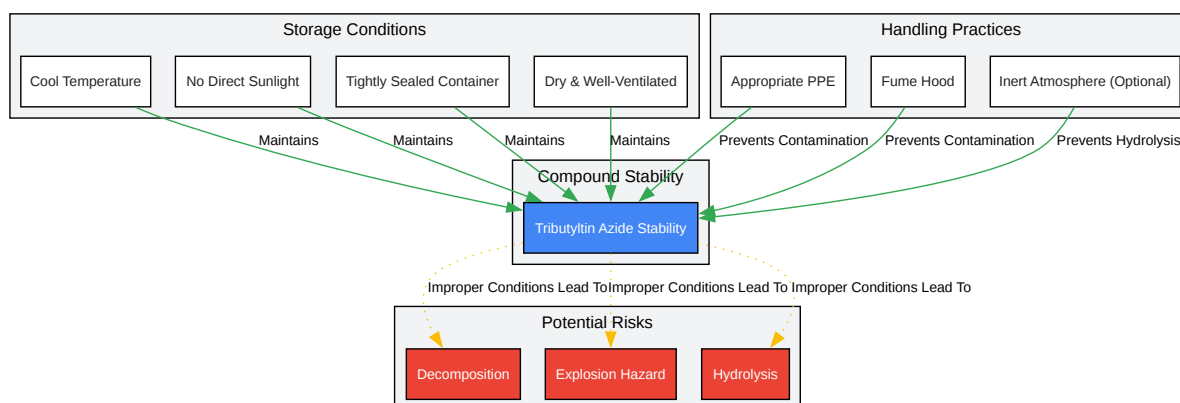 Storage Conditions
Handling Practices
Cool Temperature
No Direct Sunlight
Tightly Sealed Container
Dry & Well-Ventilated
Appropriate PPE
Fume Hood
Inert Atmosphere (Optional)
Maintains
Maintains
Maintains
Maintains
Prevents Contamination
Prevents Contamination
Prevents Hydrolysis
Compound Stability
Tributyltin Azide Stability
Improper Conditions Lead To
Improper Conditions Lead To
Improper Conditions Lead To
Potential Risks
Decomposition
Explosion Hazard
Hydrolysis